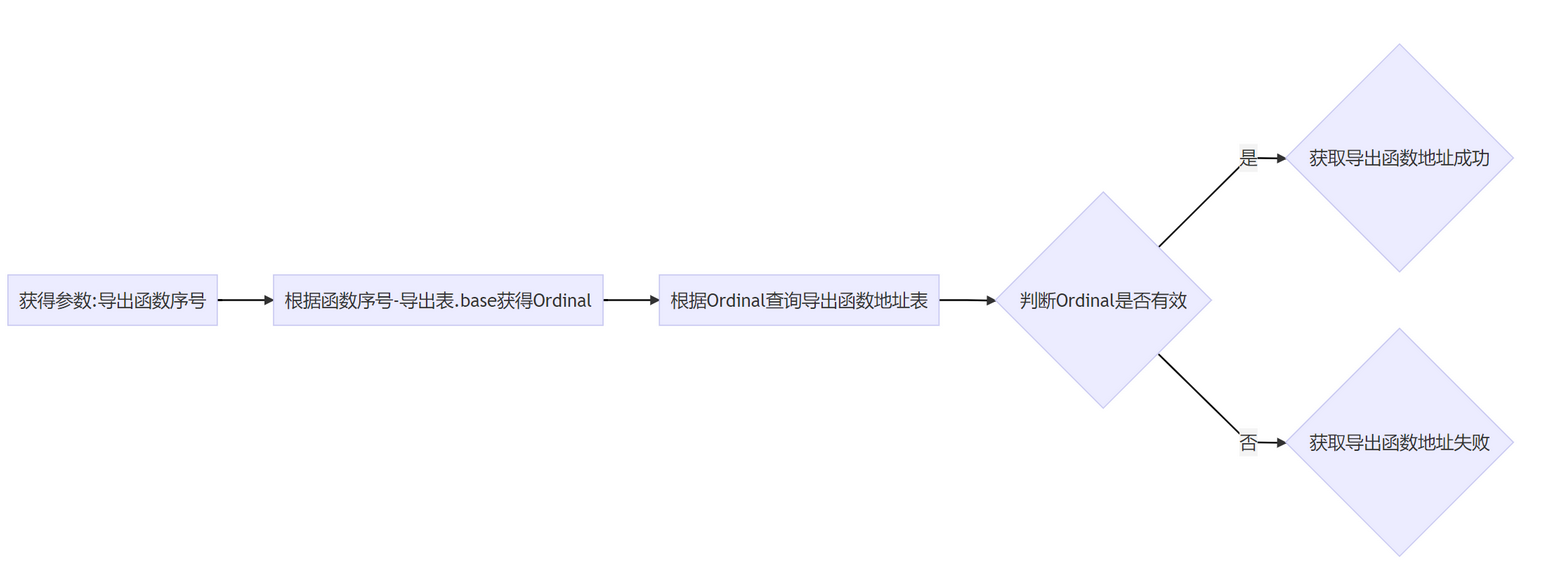 获得参数:导出函数序号
根据函数序号-导出表.base获得Ordinal
根据Ordinal查询导出函数地址表
判断Ordinal是否有效
是
获取导出函数地址成功
否
获取导出函数地址失败